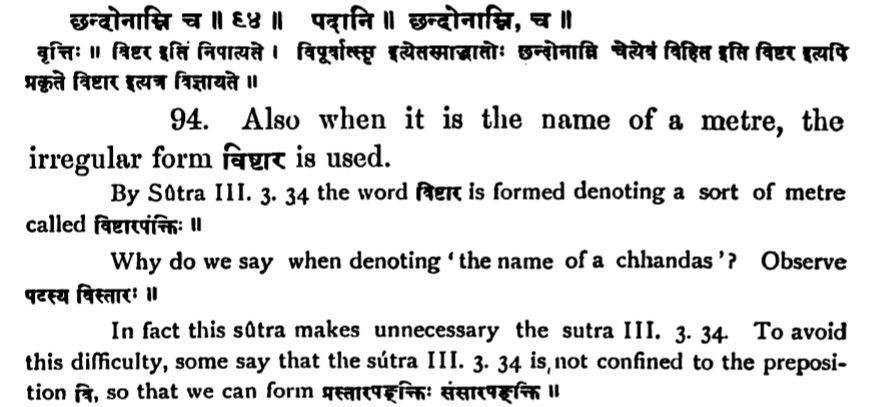 छन्दोनाम्नि च ॥ ९४ ॥ पदानि ॥ छन्दोनाम्नि, च ॥
वृत्तिः ॥ विष्टर इति निपात्यते । विपूर्वात्स्तृ इत्येतस्माद्धातोः छन्दोनाम्नि चेत्येवं विहित इति विष्टर इत्यपि
प्रकृते विष्टार इत्यत्र विज्ञायते ॥
94. Also when it is the name of a metre, the
irregular form विष्टार is used.
By Sûtra III. 3. 34 the word विष्टार is formed denoting a sort of metre
called विष्टारपंक्तिः ॥
Why do we say when denoting ‘the name of a chhandas’? Observe
पटस्य विस्तारः ॥
In fact this sûtra makes unnecessary the sutra III. 3. 34. To avoid
this difficulty, some say that the sútra III. 3. 34 is, not confined to the preposi-
tion वि, so that we can form प्रस्तारपङ्क्तिः संस्तारपङ्क्ति ॥